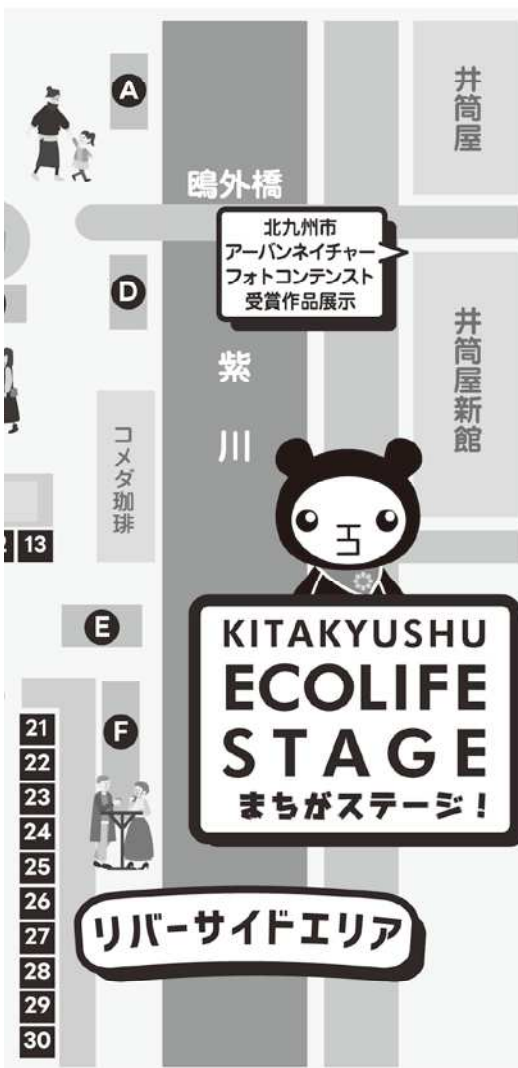 A
井筒屋
鴎外橋
北九州市
アーバンネイチャー
フォトコンテンスト
受賞作品展示
D
紫川
井筒屋新館
コメダ珈琲
13
エコ
E
KITAKYUSHU
ECOLIFE
STAGE
まちがステージ!
F
21
22
23
24
25
26
27
28
29
30
リバーサイドエリア